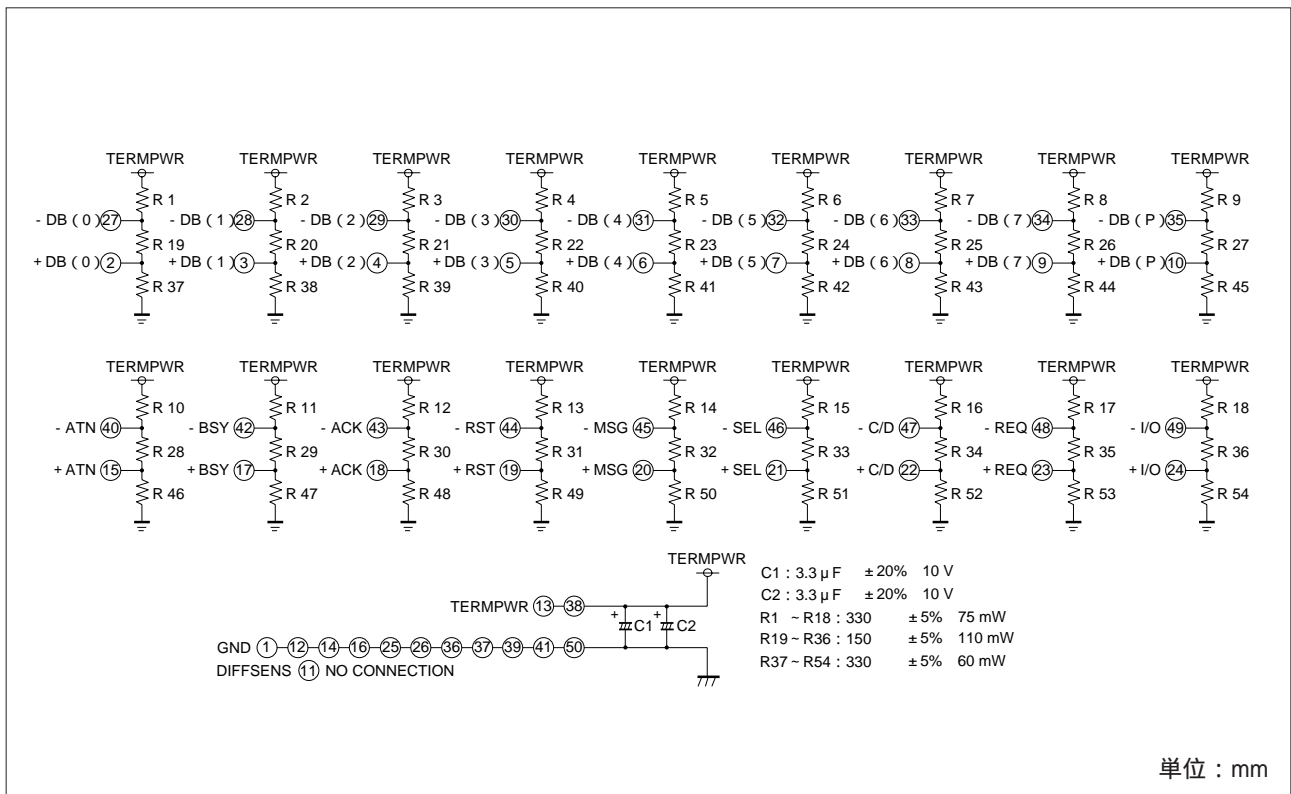 TERMPWR TERMPWR TERMPWR TERMPWR TERMPWR TERMPWR TERMPWR TERMPWR TERMPWR
R 1 R 2 R 3 R 4 R 5 R 6 R 7 R 8 R 9
- DB ( 0 ) 27 - DB ( 1 ) 28 - DB ( 2 ) 29 - DB ( 3 ) 30 - DB ( 4 ) 31 - DB ( 5 ) 32 - DB ( 6 ) 33 - DB ( 7 ) 34 - DB ( P ) 35
R 19 R 20 R 21 R 22 R 23 R 24 R 25 R 26 R 27
+ DB ( 0 ) 2 + DB ( 1 ) 3 + DB ( 2 ) 4 + DB ( 3 ) 5 + DB ( 4 ) 6 + DB ( 5 ) 7 + DB ( 6 ) 8 + DB ( 7 ) 9 + DB ( P ) 10
R 37 R 38 R 39 R 40 R 41 R 42 R 43 R 44 R 45
TERMPWR TERMPWR TERMPWR TERMPWR TERMPWR TERMPWR TERMPWR TERMPWR TERMPWR
R 10 R 11 R 12 R 13 R 14 R 15 R 16 R 17 R 18
- ATN 40 - BSY 42 - ACK 43 - RST 44 - MSG 45 - SEL 46 - C/D 47 - REQ 48 - I/O 49
R 28 R 29 R 30 R 31 R 32 R 33 R 34 R 35 R 36
+ ATN 15 + BSY 17 + ACK 18 + RST 19 + MSG 20 + SEL 21 + C/D 22 + REQ 23 + I/O 24
R 46 R 47 R 48 R 49 R 50 R 51 R 52 R 53 R 54
TERMPWR
TERMPWR 13 38
+ C1 + C2
GND 1 12 14 16 25 26 36 37 39 41 50
DIFFSENS 11 NO CONNECTION
C1 : 3.3 µ F ± 20% 10 V
C2 : 3.3 µ F ± 20% 10 V
R1 ~ R18 : 330 ± 5% 75 mW
R19 ~ R36 : 150 ± 5% 110 mW
R37 ~ R54 : 330 ± 5% 60 mW
単位：mm